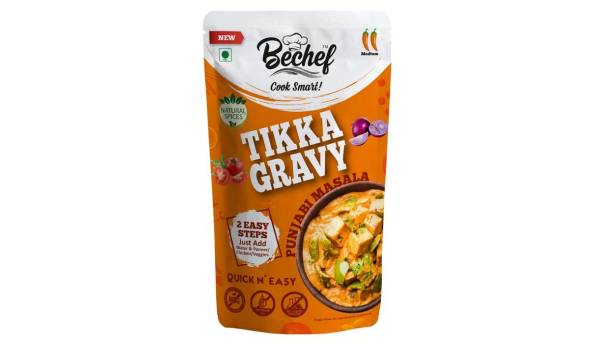 NEW
Bechef
TM
Cook Smart!
Medium
NATURAL
SPICES
TIKKA
GRAVY
PUNJABI MASALA
2 EASY
STEPS
Just Add
Water & Paneer/
Chicken/Veggies
QUICK N' EASY